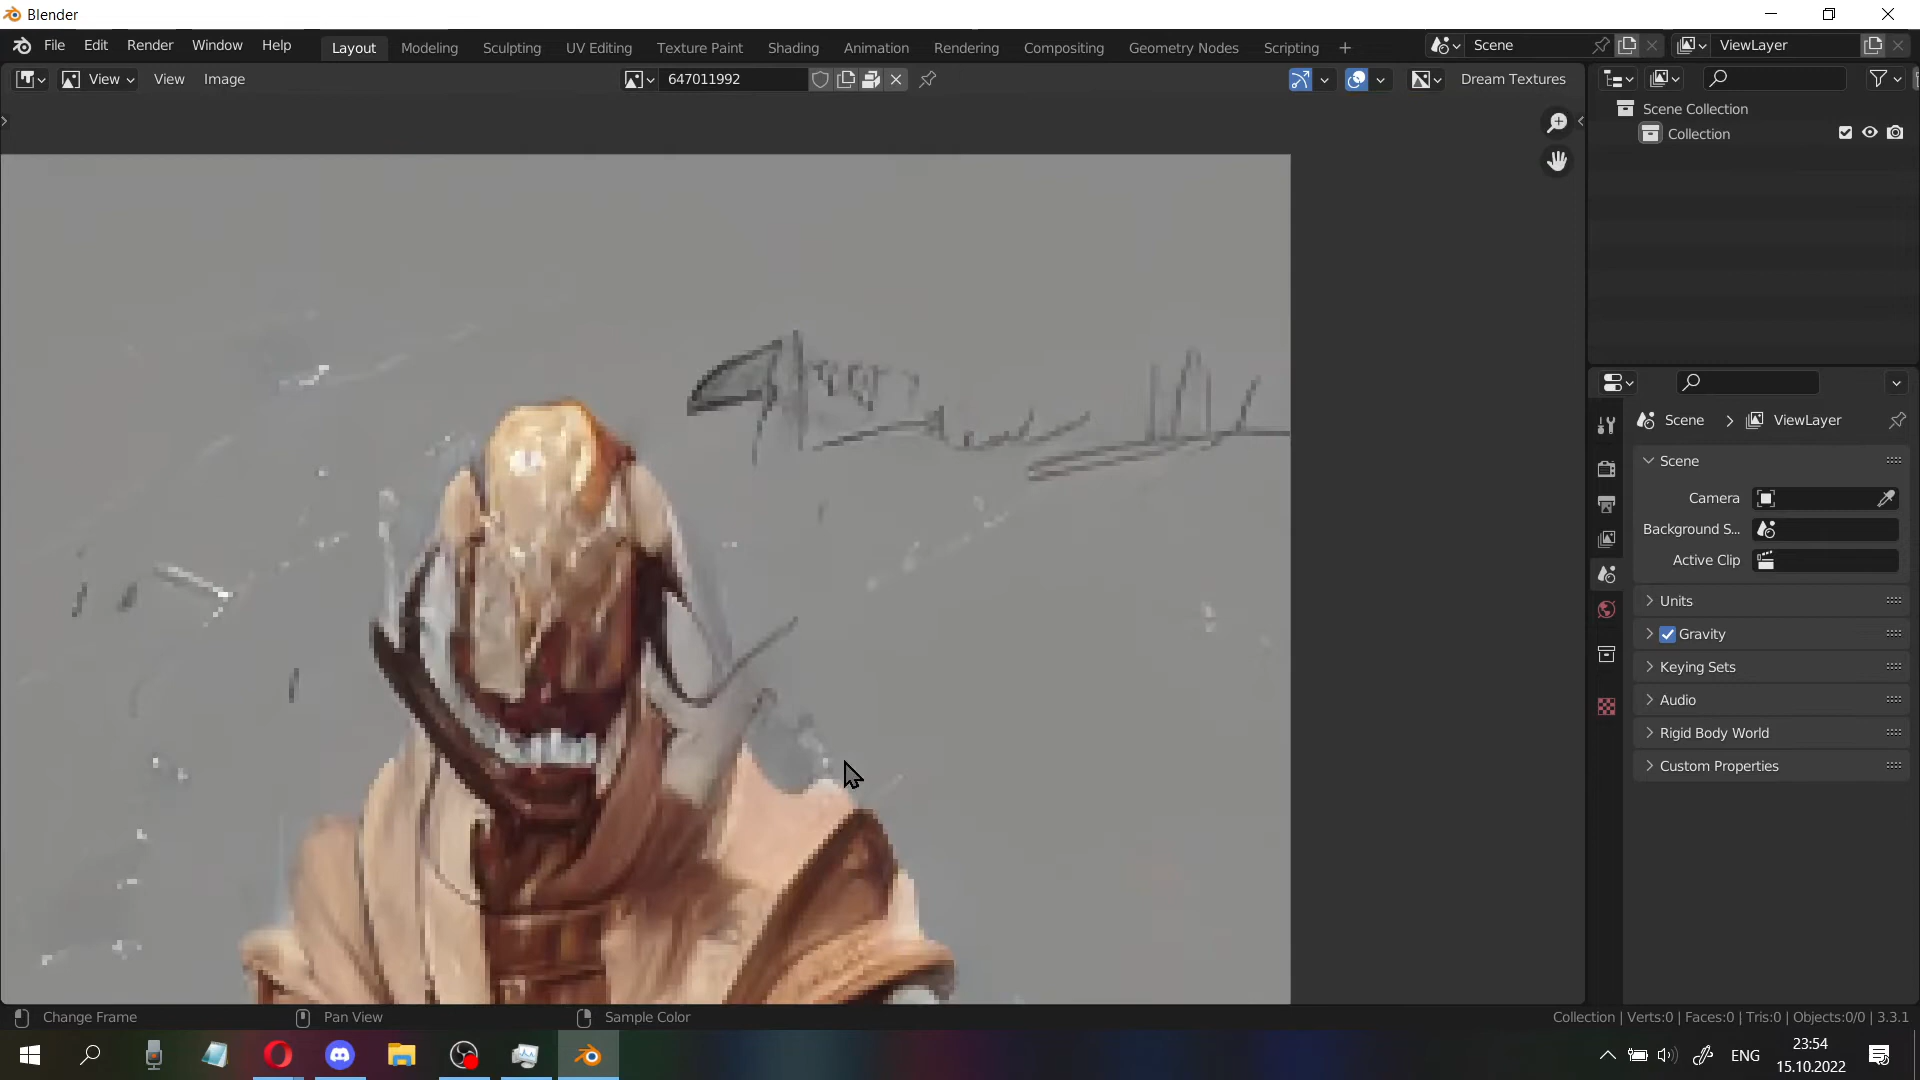 Blender
File Edit Render Window Help Layout Modeling Sculpting UV Editing Texture Paint Shading Animation Rendering Compositing Geometry Nodes Scripting + Scene ViewLayer
View View Image 647011992 Dream Textures
Scene Collection
Collection
Scene > ViewLayer
Scene
Camera
Background S...
Active Clip
Units
Gravity
Keying Sets
Audio
Rigid Body World
Custom Properties
Change Frame Pan View Sample Color Collection | Verts:0 | Faces:0 | Tris:0 | Objects:0/0 | 3.3.1
ENG 23:54
15.10.2022